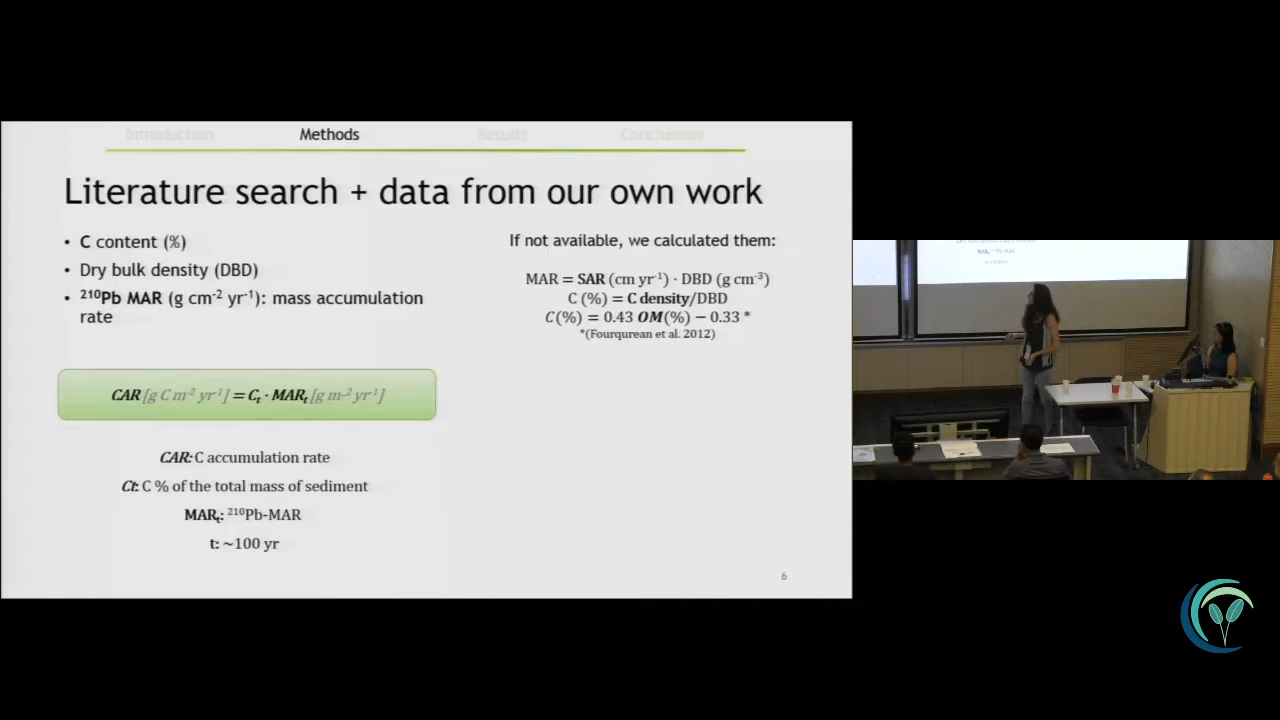 Introduction Methods Results Conclusions
Literature search + data from our own work
• C content (%)
• Dry bulk density (DBD)
• ²¹⁰Pb MAR (g cm⁻² yr⁻¹): mass accumulation
rate
CAR [g C m⁻² yr⁻¹] = Cₜ · MARₜ [g m⁻² yr⁻¹]
CAR: C accumulation rate
Ct: C % of the total mass of sediment
MARₜ: ²¹⁰Pb-MAR
t: ~100 yr
If not available, we calculated them:
MAR = SAR (cm yr⁻¹) · DBD (g cm⁻³)
C (%) = C density/DBD
C(%) = 0.43 OM(%) − 0.33 *
*(Fourqurean et al. 2012)
6